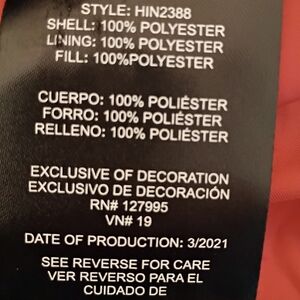 STYLE: HIN2388
SHELL: 100% POLYESTER
LINING: 100% POLYESTER
FILL: 100%POLYESTER
CUERPO: 100% POLIÉSTER
FORRO: 100% POLIÉSTER
RELLENO: 100% POLIÉSTER
EXCLUSIVE OF DECORATION
EXCLUSIVO DE DECORACIÓN
RN# 127995
VN# 19
DATE OF PRODUCTION: 3/2021
SEE REVERSE FOR CARE
VER REVERSO PARA EL
CUIDADO DE